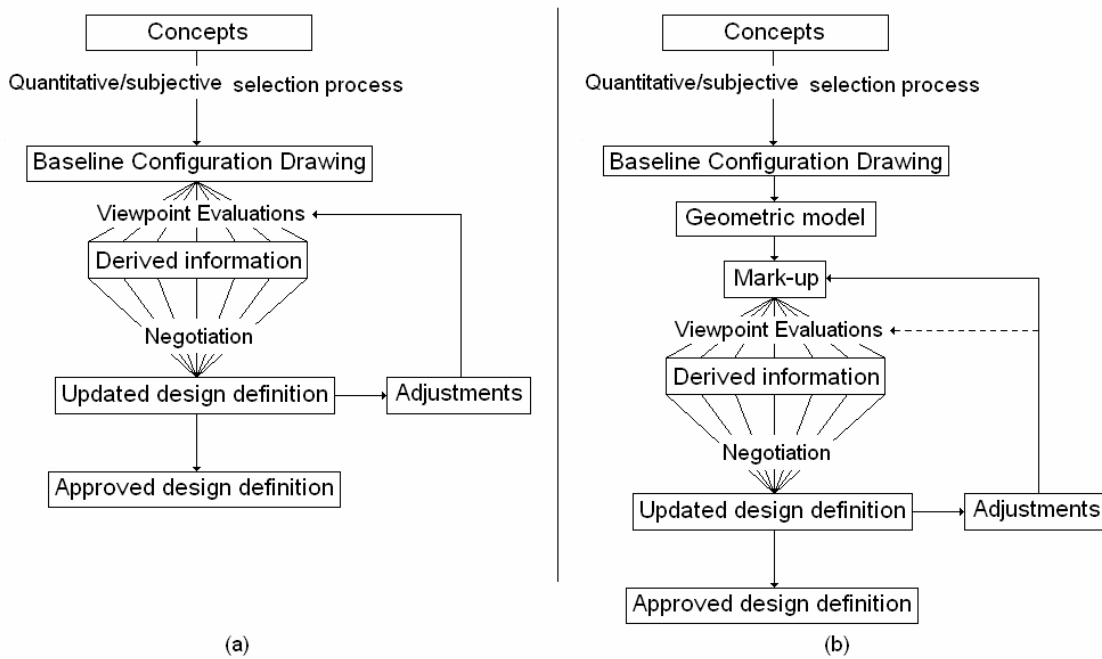 Concepts
Quantitative/subjective selection process
Baseline Configuration Drawing
Viewpoint Evaluations
Derived information
Negotiation
Updated design definition
Adjustments
Approved design definition
(a)
Concepts
Quantitative/subjective selection process
Baseline Configuration Drawing
Geometric model
Mark-up
Viewpoint Evaluations
Derived information
Negotiation
Updated design definition
Adjustments
Approved design definition
(b)